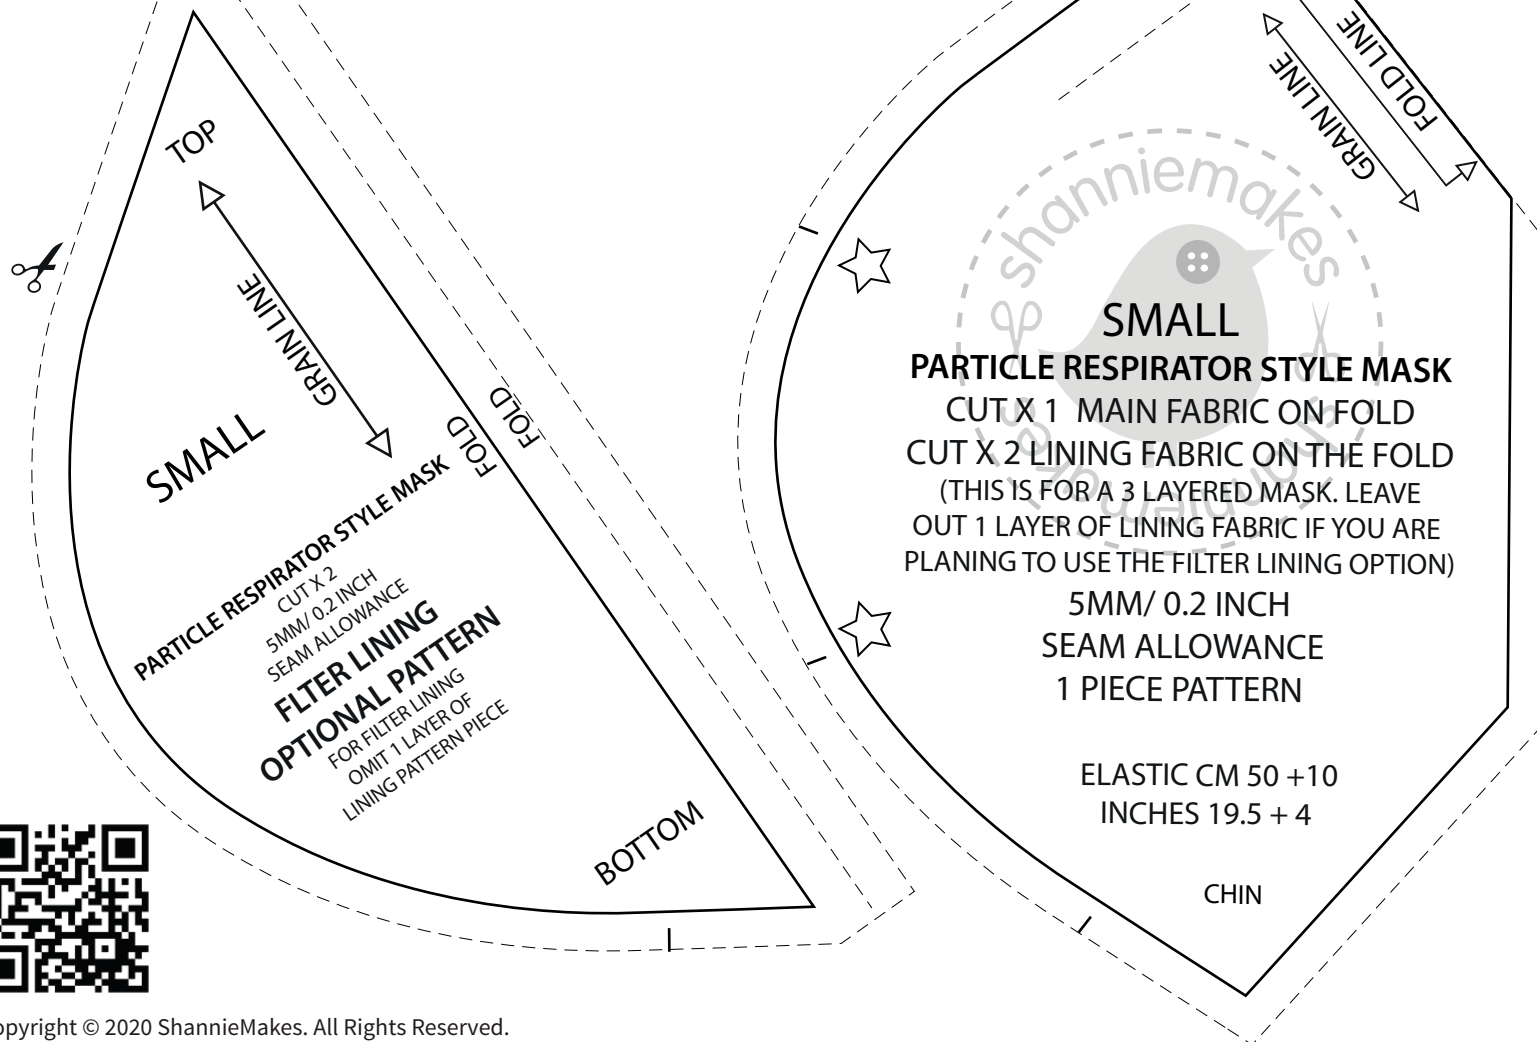 TOP
GRAIN LINE
SMALL
FOLD
FOLD
PARTICLE RESPIRATOR STYLE MASK
CUT X 2
5MM/ 0.2 INCH
SEAM ALLOWANCE
FLTER LINING
OPTIONAL PATTERN
FOR FILTER LINING
OMIT 1 LAYER OF
LINING PATTERN PIECE
BOTTOM
opyright © 2020 ShannieMakes. All Rights Reserved.
FOLD LINE
GRAIN LINE
shanniemakes
SMALL
PARTICLE RESPIRATOR STYLE MASK
CUT X 1 MAIN FABRIC ON FOLD
CUT X 2 LINING FABRIC ON THE FOLD
(THIS IS FOR A 3 LAYERED MASK. LEAVE
OUT 1 LAYER OF LINING FABRIC IF YOU ARE
PLANING TO USE THE FILTER LINING OPTION)
shanniemakes
5MM/ 0.2 INCH
SEAM ALLOWANCE
1 PIECE PATTERN
ELASTIC CM 50 +10
INCHES 19.5 + 4
CHIN